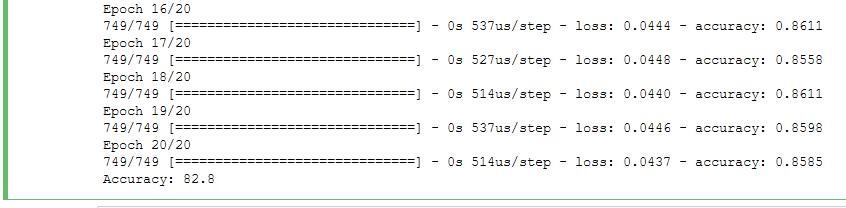 Epoch 16/20
749/749 [==============================] - 0s 537us/step - loss: 0.0444 - accuracy: 0.8611
Epoch 17/20
749/749 [==============================] - 0s 527us/step - loss: 0.0448 - accuracy: 0.8558
Epoch 18/20
749/749 [==============================] - 0s 514us/step - loss: 0.0440 - accuracy: 0.8611
Epoch 19/20
749/749 [==============================] - 0s 537us/step - loss: 0.0446 - accuracy: 0.8598
Epoch 20/20
749/749 [==============================] - 0s 514us/step - loss: 0.0437 - accuracy: 0.8585
Accuracy: 82.8